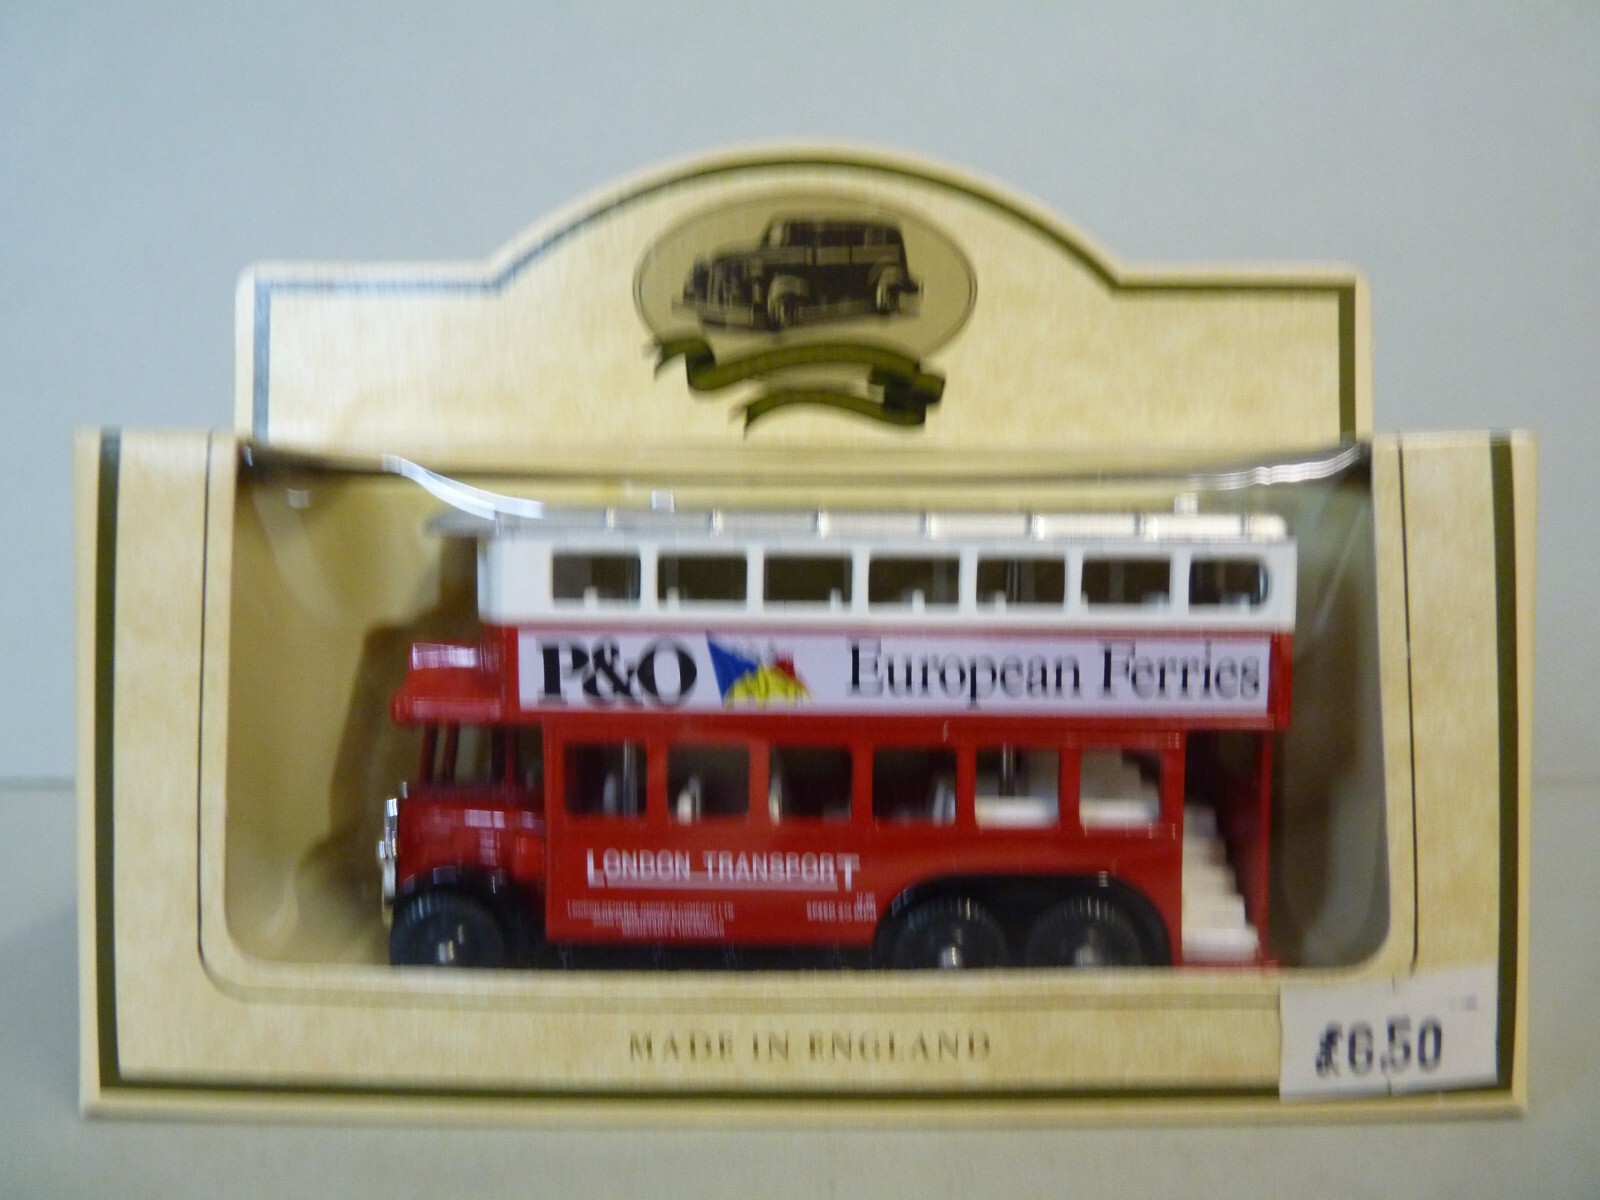 P&O European Ferries
LONDON TRANSPORT
MADE IN ENGLAND
£6.50